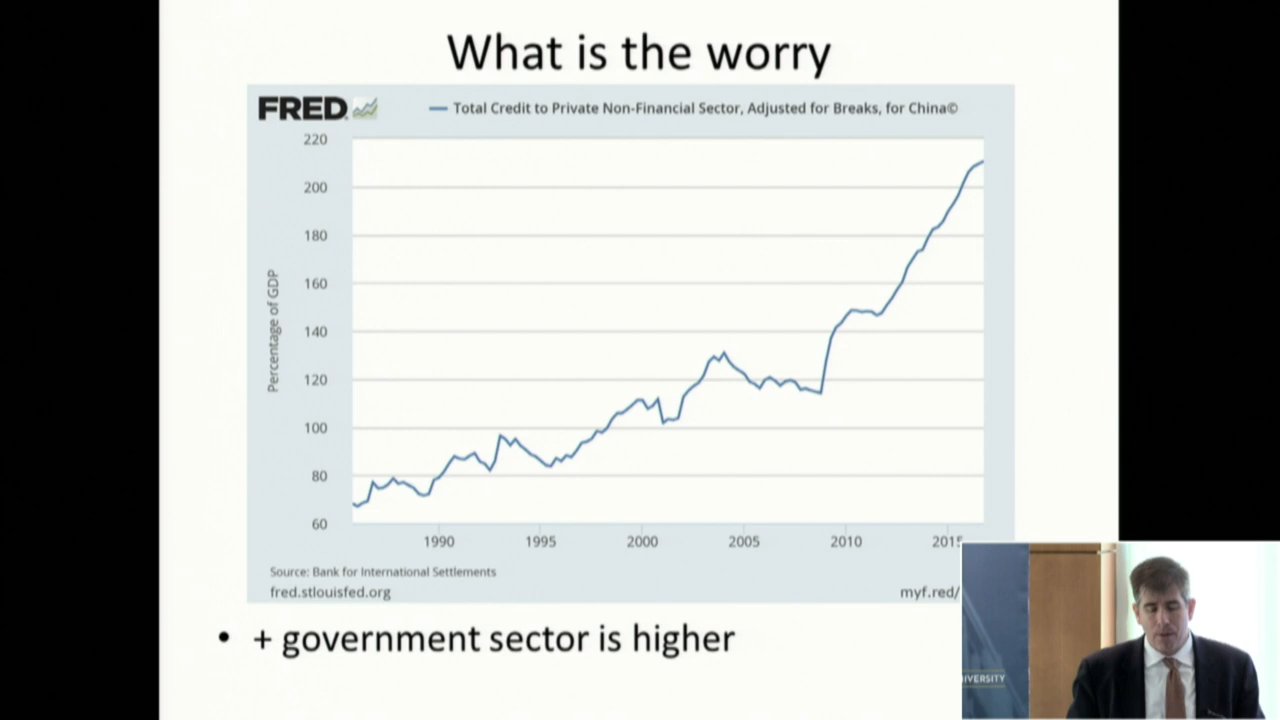 What is the worry
FRED
Total Credit to Private Non-Financial Sector, Adjusted for Breaks, for China©
220
200
180
160
140
120
100
80
60
Percentage of GDP
1990 1995 2000 2005 2010 201
Source: Bank for International Settlements
fred.stlouisfed.org
myf.red/
• + government sector is higher
IVERSITY